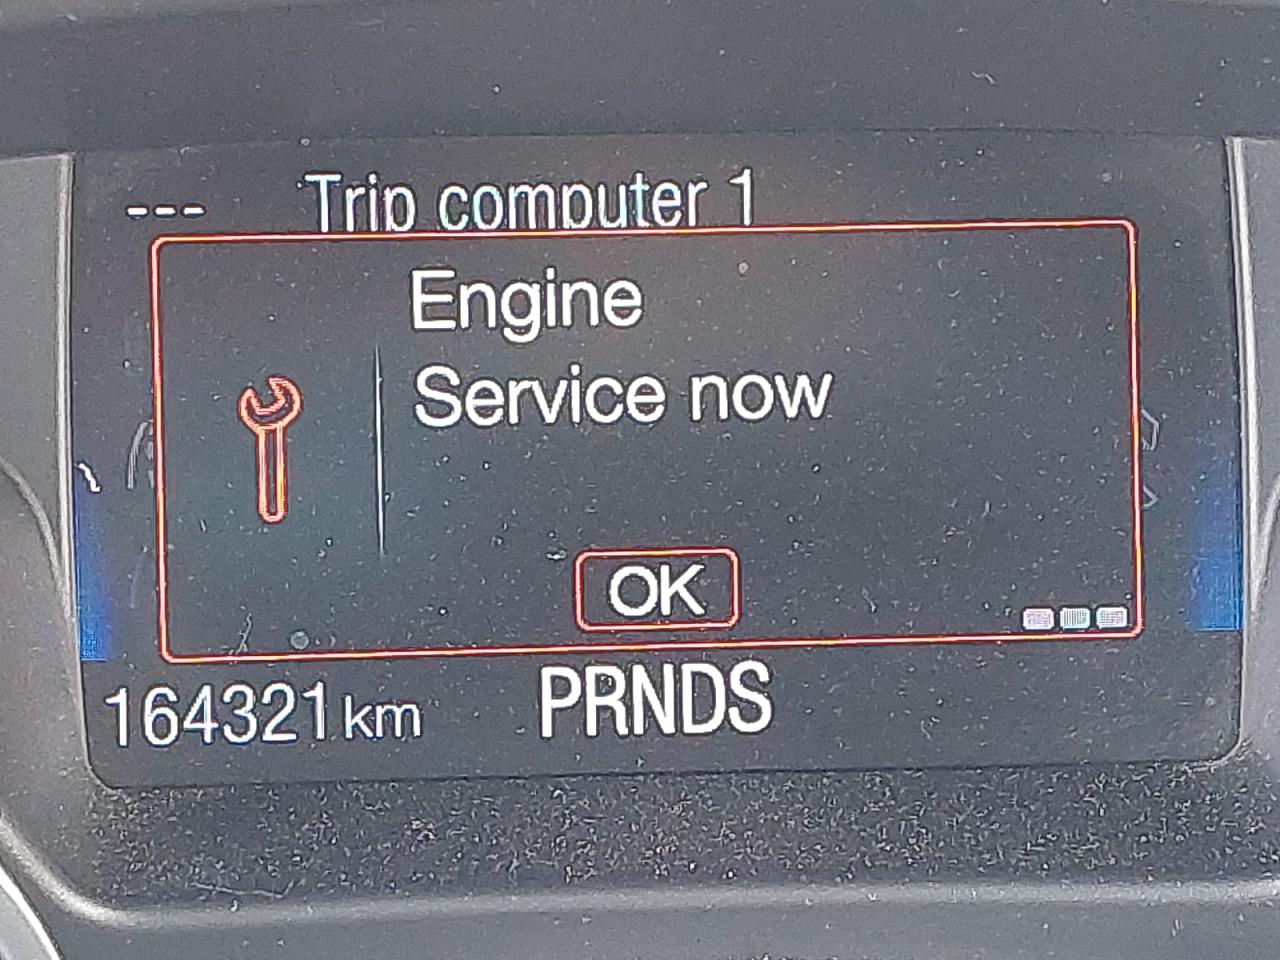 --- Trip computer 1
Engine
Service now
OK
164321 km PRNDS